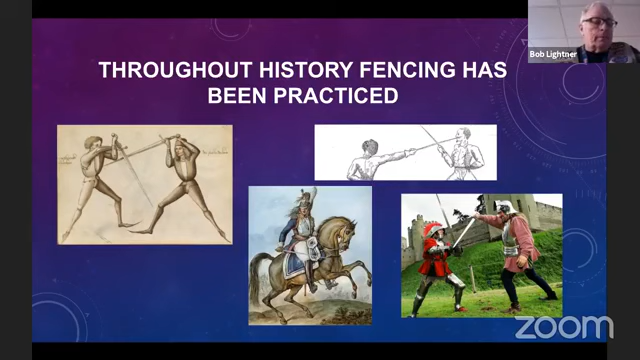 THROUGHOUT HISTORY FENCING HAS
BEEN PRACTICED
Bob Lightner
zoom